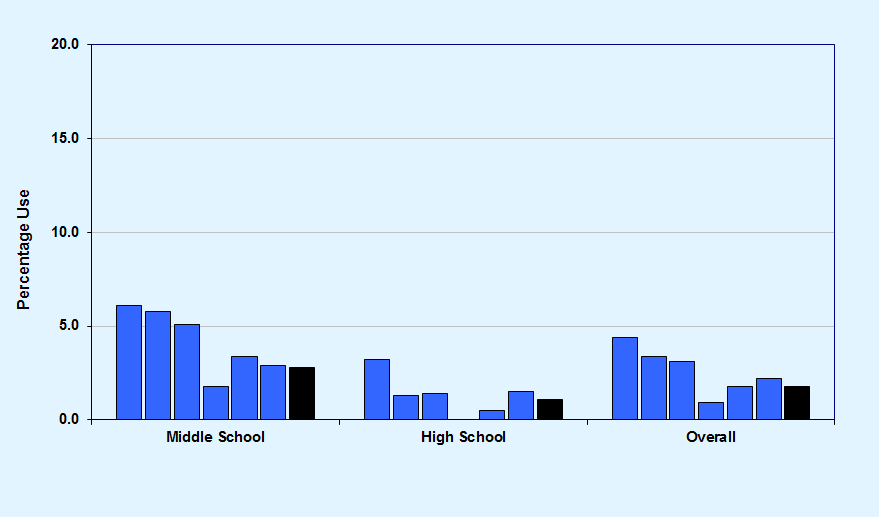 20.0
15.0
10.0
5.0
0.0
Percentage Use
Middle School
High School
Overall